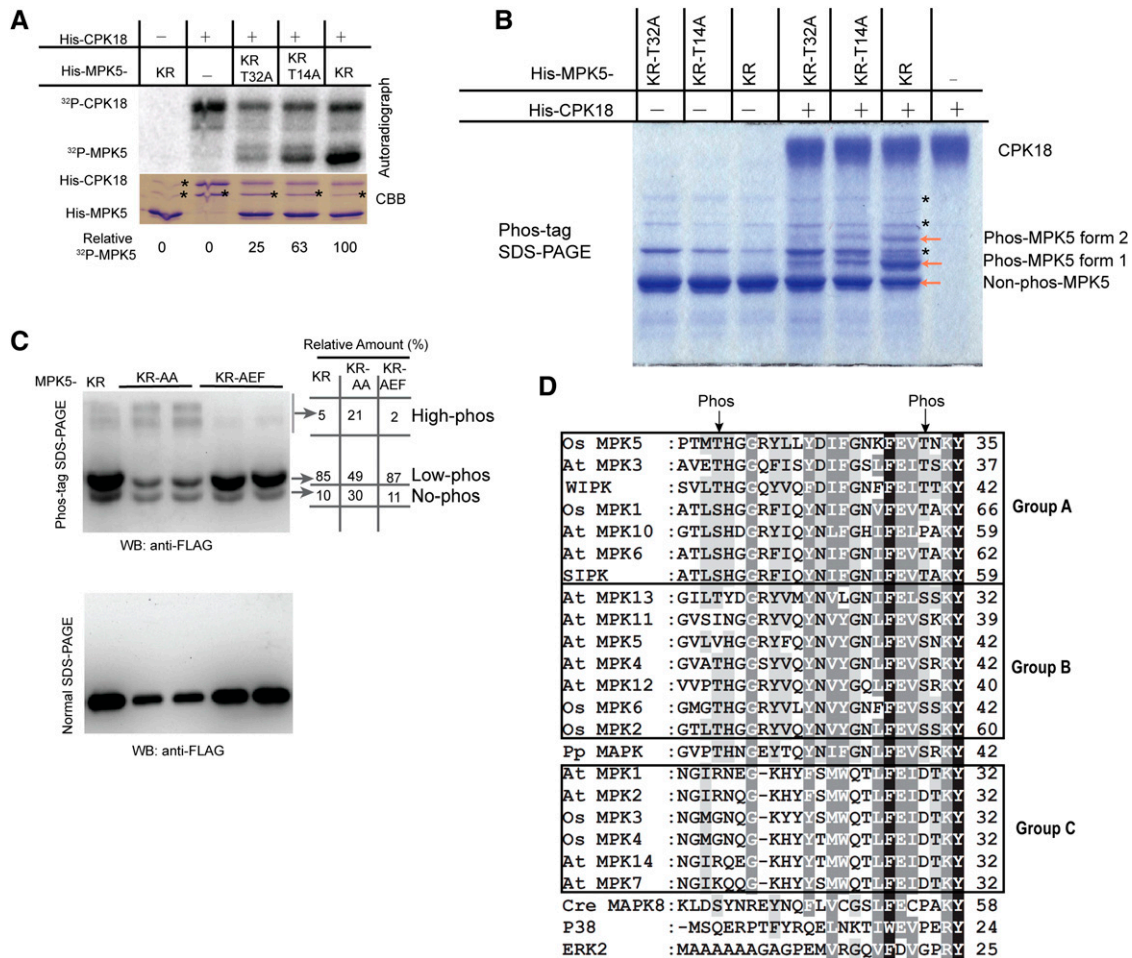 A
His-CPK18 – + + + +
His-MPK5- KR – KR T32A KR T14A KR
32P-CPK18
32P-MPK5
Autoradiograph
His-CPK18 * * * * *
*
His-MPK5
CBB
Relative 32P-MPK5 0 0 25 63 100
B
His-MPK5- KR-T32A KR-T14A KR KR-T32A KR-T14A KR –
His-CPK18 – – – + + + +
Phos-tag SDS-PAGE
CPK18
*
*
Phos-MPK5 form 2
*
Phos-MPK5 form 1
Non-phos-MPK5
C
MPK5- KR KR-AA KR-AEF
Phos-tag SDS-PAGE
Relative Amount (%)
KR KR-AA KR-AEF
5 21 2 High-phos
85 49 87 Low-phos
10 30 11 No-phos
WB: anti-FLAG
Normal SDS-PAGE
WB: anti-FLAG
D
Phos Phos
Os MPK5 :PTMTHGGRYLLYDIFGNKFEVTNKY 35
At MPK3 :AVETHGGQFISYDIFGSLFEITSKY 37
WIPK :SVLTHGGQYVQFDIFGNFFEITTKY 42
Os MPK1 :ATLSHGGRFIQYNIFGNVFEVTAKY 66
At MPK10 :GTLSHDGRYIQYNLFGHIFELPAKY 59
At MPK6 :ATLSHGGRFIQYNIFGNIFEVTAKY 62
SIPK :ATLSHGGRFIQYNIFGNIFEVTAKY 59
Group A
At MPK13 :GILTYDGRYVMYNVLGNIFELSSKY 32
At MPK11 :GVSINGGRYVQYNVYGNLFEVSKKY 39
At MPK5 :GVLVHGGRYFQYNVYGNLFEVSNKY 42
At MPK4 :GVATHGGSYVQYNVYGNLFEVSRKY 42
At MPK12 :VVPTHGGRYVQYNVYGQLFEVSRKY 40
Os MPK6 :GMGTHGGRYVLYNVYGNFFEVSSKY 42
Os MPK2 :GTLTHGGRYVQYNVYGNLFEVSSKY 60
Group B
Pp MAPK :GVPTHNGEYTQYNIFGNLFEVSRKY 42
At MPK1 :NGIRNEG-KHYFSMWQTLFEIDTKY 32
At MPK2 :NGIRNQG-KHYFSMWQTLFEIDTKY 32
Os MPK3 :NGMGNQG-KYYYSMWQTLFEIDTKY 32
Os MPK4 :NGMGNQG-KHYYTMWQTLFEIDTKY 32
At MPK14 :NGIRQEG-KHYYTMWQTLFEIDTKY 32
At MPK7 :NGIKQQG-KHYYSMWQTLFEIDTKY 32
Group C
Cre MAPK8:KLDSYNREYNQFLVCGSLFECPAKY 58
P38 :-MSQERPTFYRQELNKTIWEVPERY 24
ERK2 :MAAAAAAGAGPEMVRGQVFDVGPRY 25